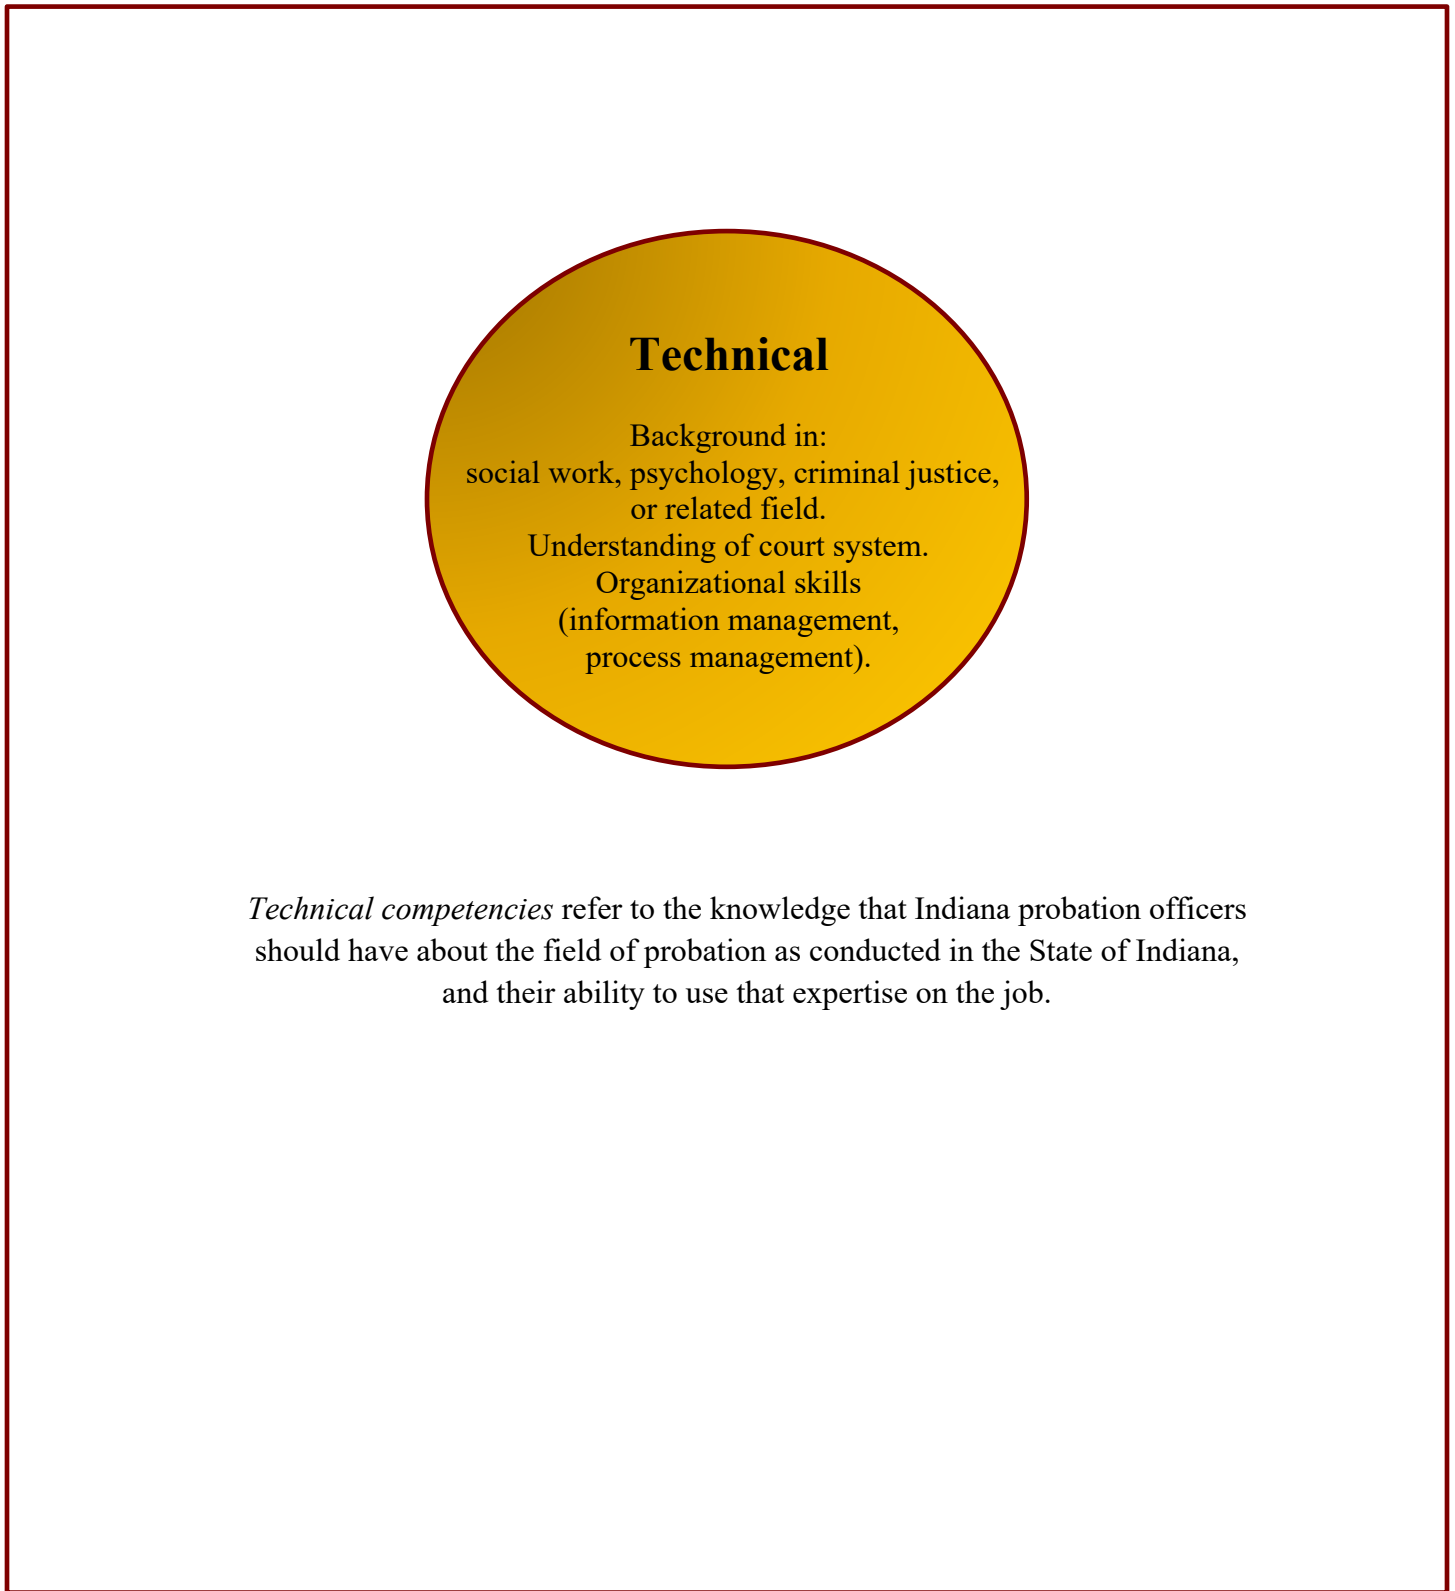 Technical
Background in:
social work, psychology, criminal justice,
or related field.
Understanding of court system.
Organizational skills
(information management,
process management).
Technical competencies refer to the knowledge that Indiana probation officers
should have about the field of probation as conducted in the State of Indiana,
and their ability to use that expertise on the job.